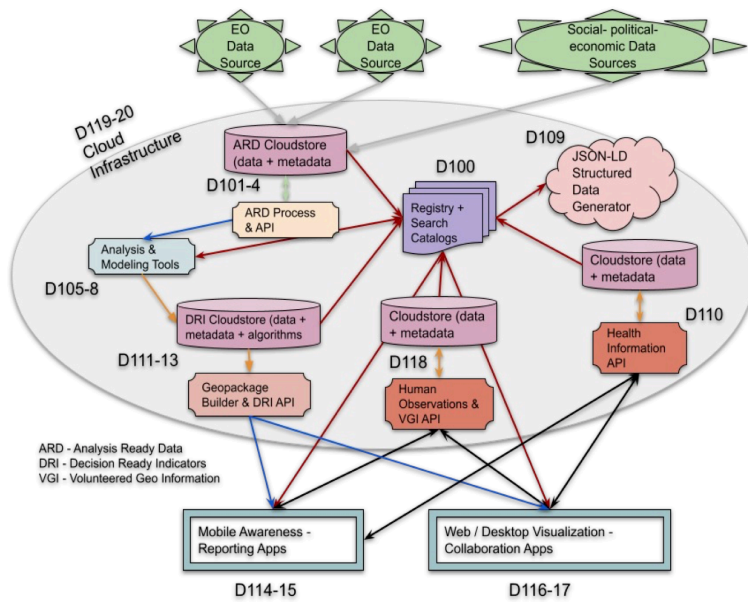 EO
Data
Source
EO
Data
Source
Social- political-
economic Data
Sources
D119-20
Cloud
Infrastructure
ARD Cloudstore
(data + metadata
D101-4
ARD Process
& API
D100
Registry +
Search
Catalogs
D109
JSON-LD
Structured
Data
Generator
Analysis &
Modeling Tools
D105-8
Cloudstore (data
+ metadata
D110
Health
Information
API
DRI Cloudstore (data +
metadata + algorithms
D111-13
Geopackage
Builder & DRI API
Cloudstore (data
+ metadata
D118
Human
Observations &
VGI API
ARD - Analysis Ready Data
DRI - Decision Ready Indicators
VGI - Volunteered Geo Information
Mobile Awareness -
Reporting Apps
D114-15
Web / Desktop Visualization -
Collaboration Apps
D116-17